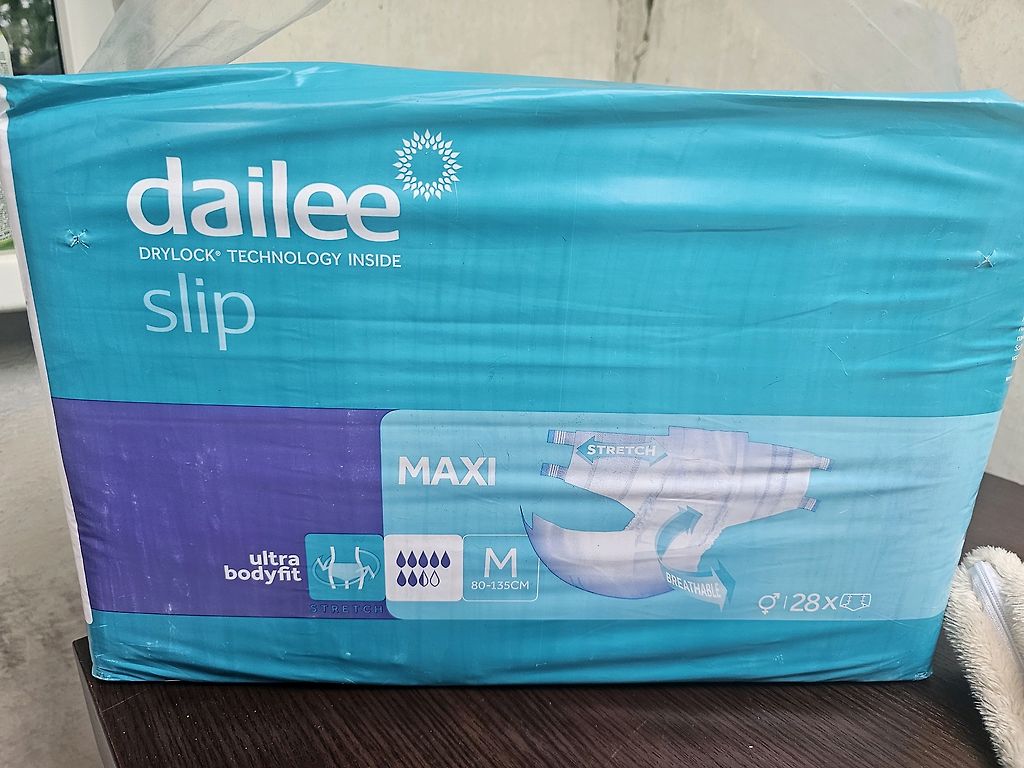 dailee
DRYLOCK® TECHNOLOGY INSIDE
slip
STRETCH
MAXI
ultra
bodyfit
STRETCH
M
80-135CM
BREATHABLE
28x